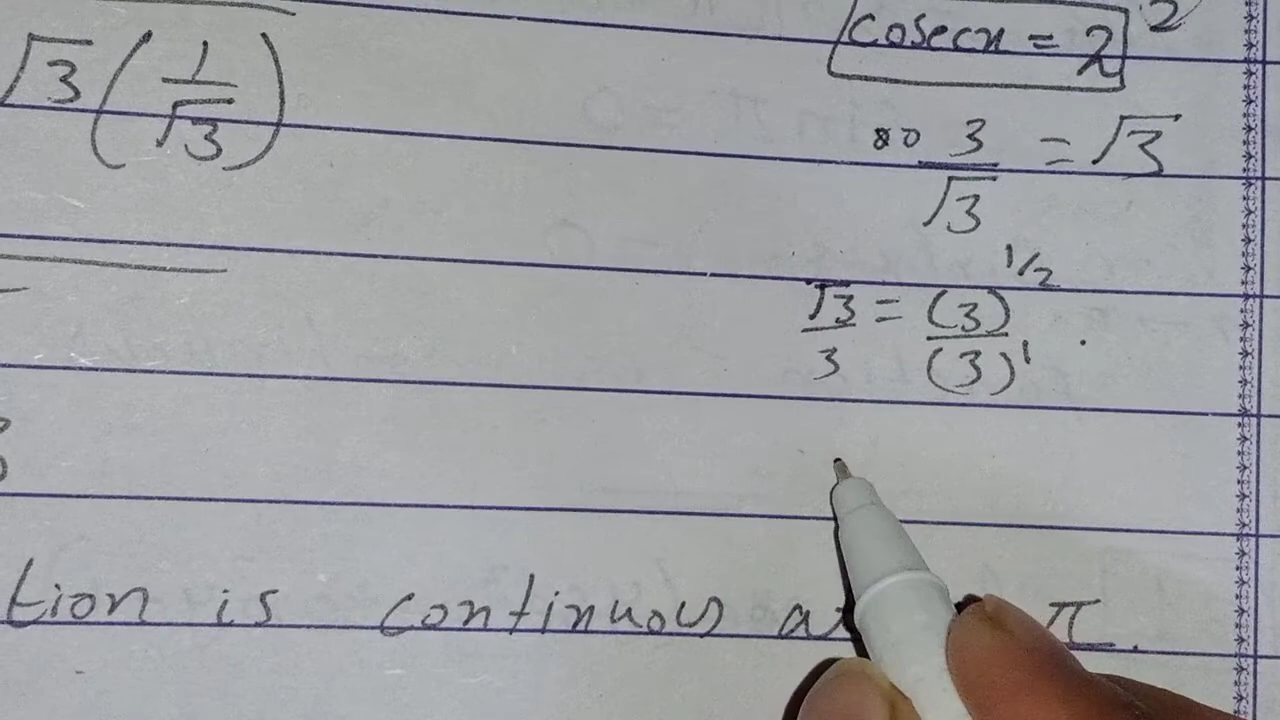 cosecx = 2 2
√3 (1/√3)
∴ 3/√3 = √3
√3/3 = (3)^1/2 / (3)^1 .
tion is continuous at π.